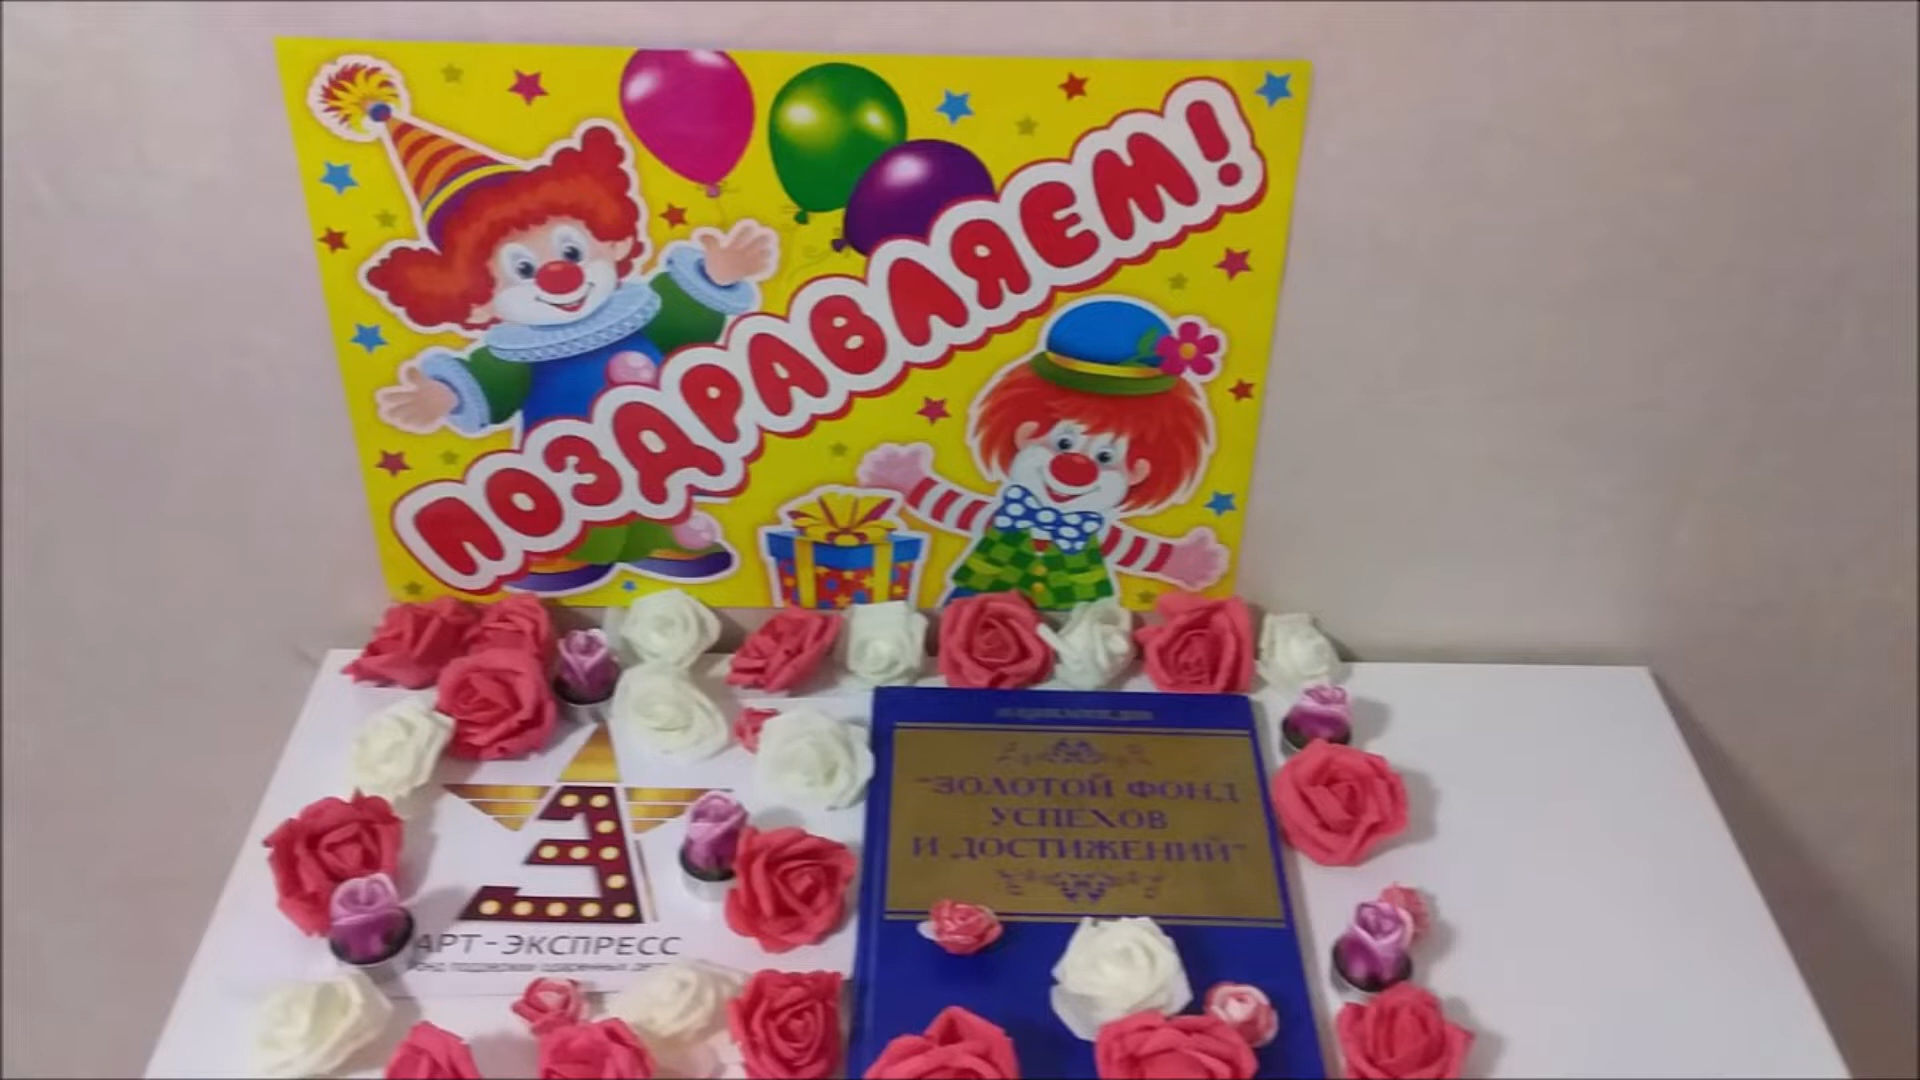 ПОЗДРАВЛЯЕМ!
"ЗОЛОТОЙ ФОНД
УСПЕХОВ
И ДОСТИЖЕНИЙ"
АРТ-ЭКСПРЕСС